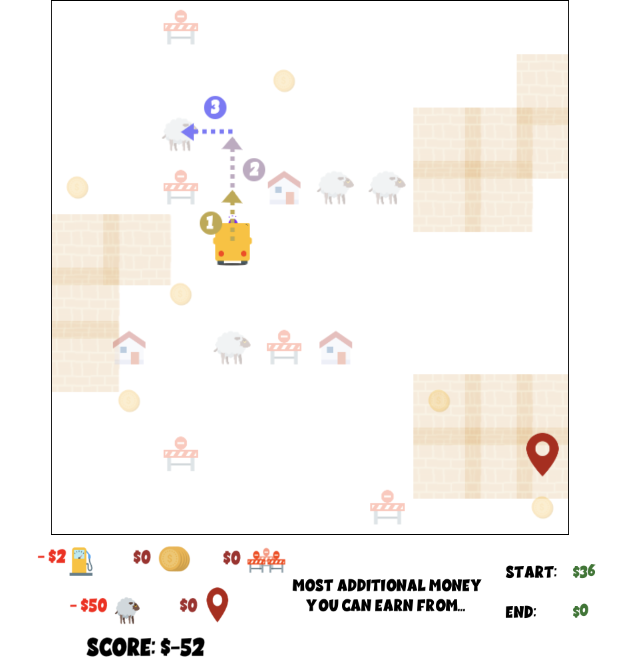 3
2
1
- $2 $0 $0
- $50 $0
SCORE: $-52
MOST ADDITIONAL MONEY
YOU CAN EARN FROM...
START: $36
END: $0